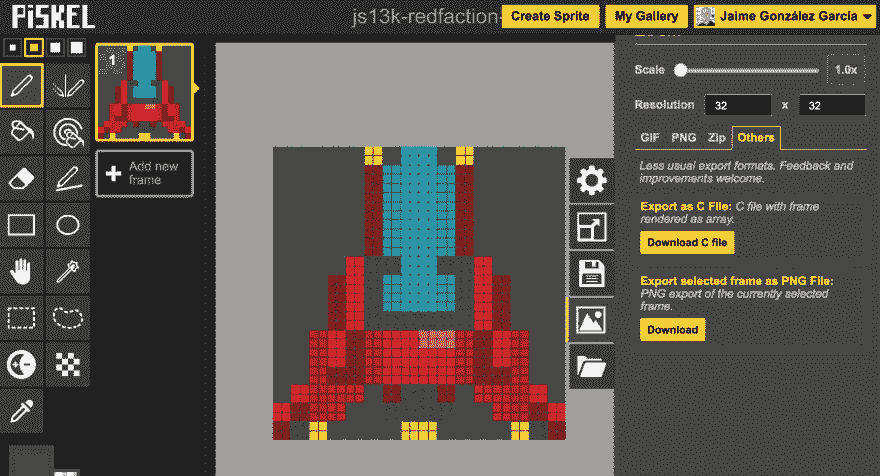 PiSKEL
js13k-redfaction-
Create Sprite
My Gallery
Jaime González García
1
Add new
frame
Scale
1.0x
Resolution
32
x
32
GIF
PNG
Zip
Others
Less usual export formats. Feedback and
improvements welcome.
Export as C File: C file with frame
rendered as array.
Download C file
Export selected frame as PNG File:
PNG export of the currently selected
frame.
Download